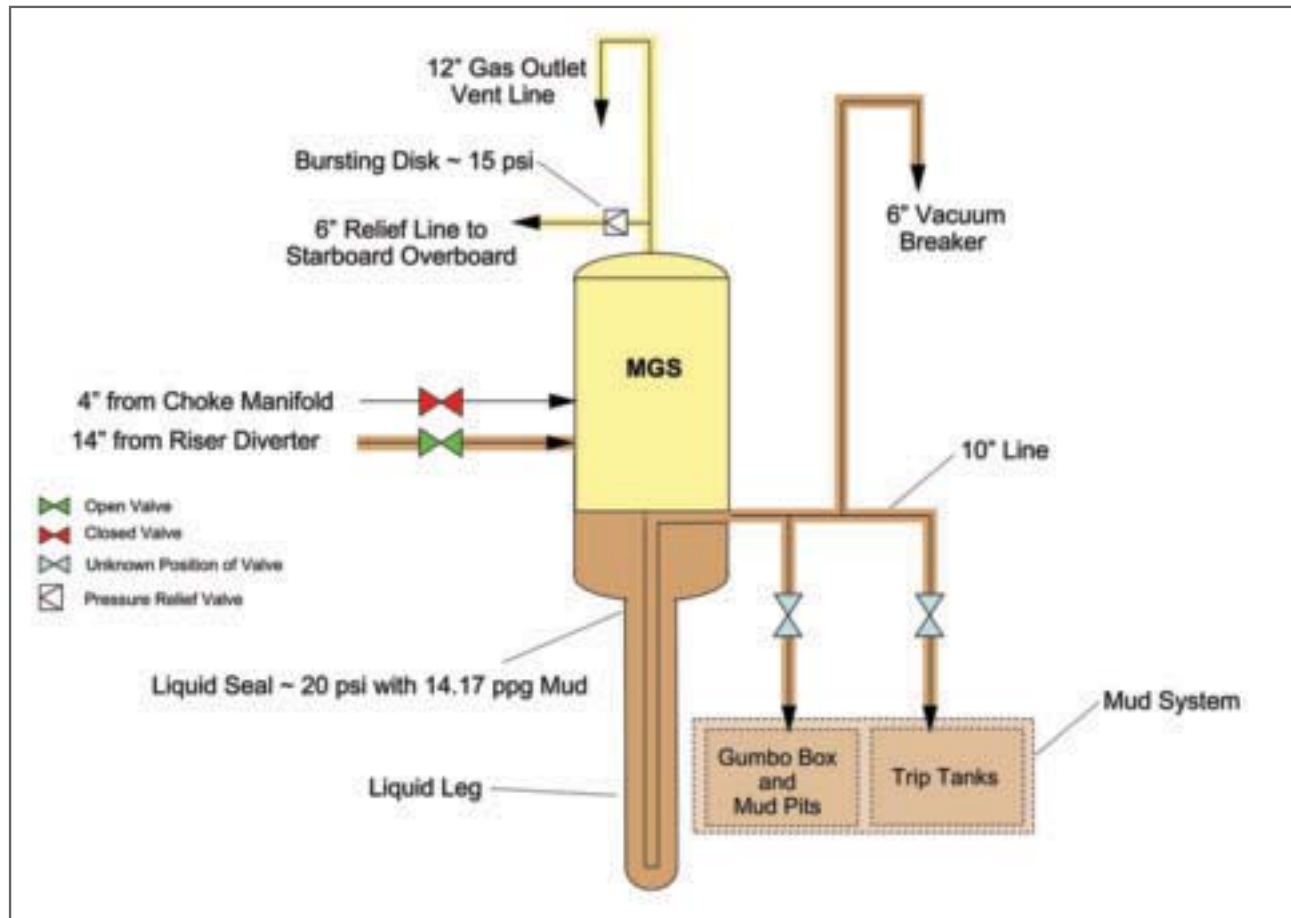 12" Gas Outlet
Vent Line
Bursting Disk ~ 15 psi
6" Relief Line to
Starboard Overboard
6" Vacuum
Breaker
MGS
4" from Choke Manifold
14" from Riser Diverter
10" Line
Open Valve
Closed Valve
Unknown Position of Valve
Pressure Relief Valve
Liquid Seal ~ 20 psi with 14.17 ppg Mud
Mud System
Liquid Leg
Gumbo Box
and
Mud Pits
Trip Tanks